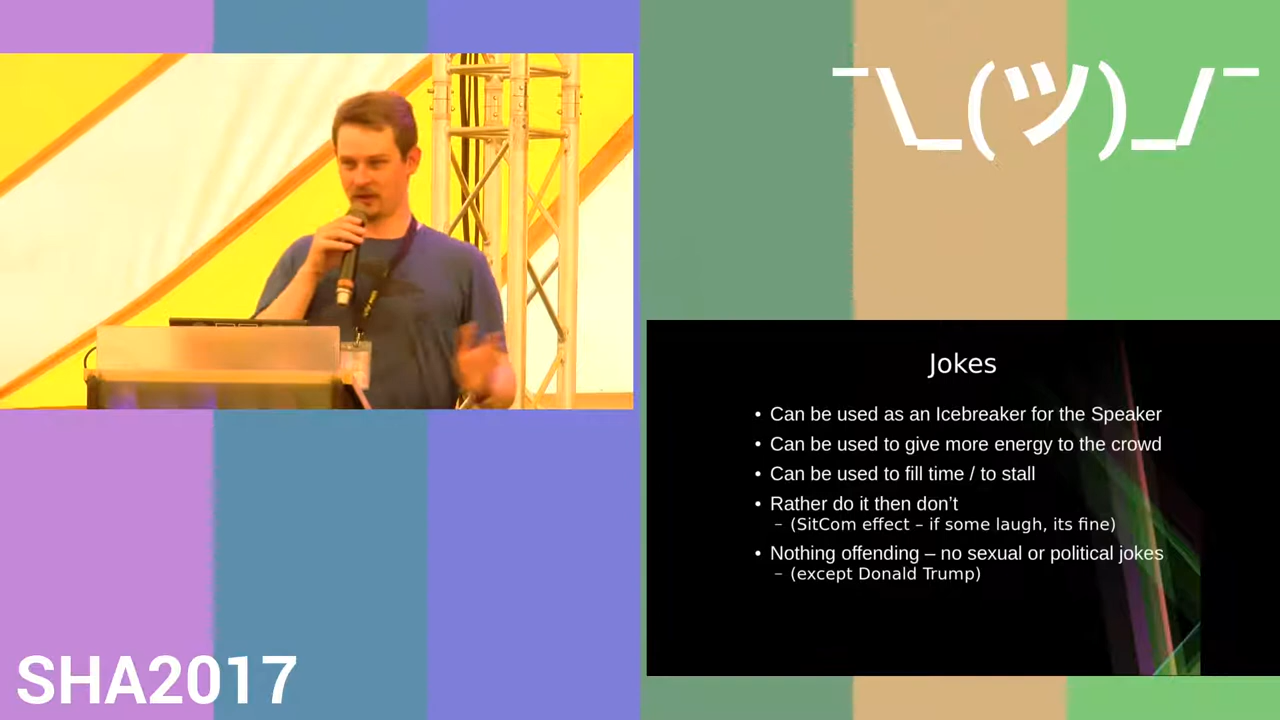 ¯\_(ツ)_/¯
Jokes
• Can be used as an Icebreaker for the Speaker
• Can be used to give more energy to the crowd
• Can be used to fill time / to stall
• Rather do it then don’t
– (SitCom effect – if some laugh, its fine)
• Nothing offending – no sexual or political jokes
– (except Donald Trump)
SHA2017